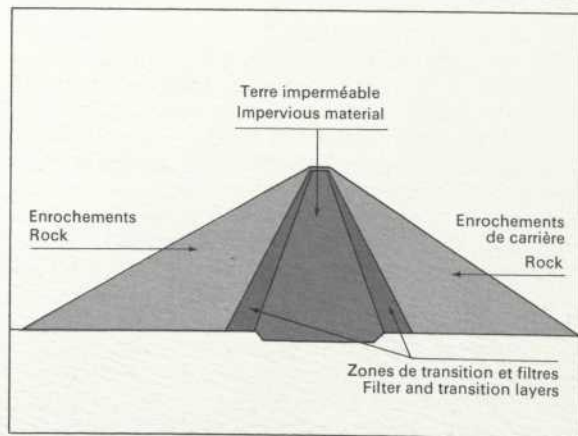 Terre imperméable
Impervious material
Enrochements
Rock
Enrochements
de carrière
Rock
Zones de transition et filtres
Filter and transition layers